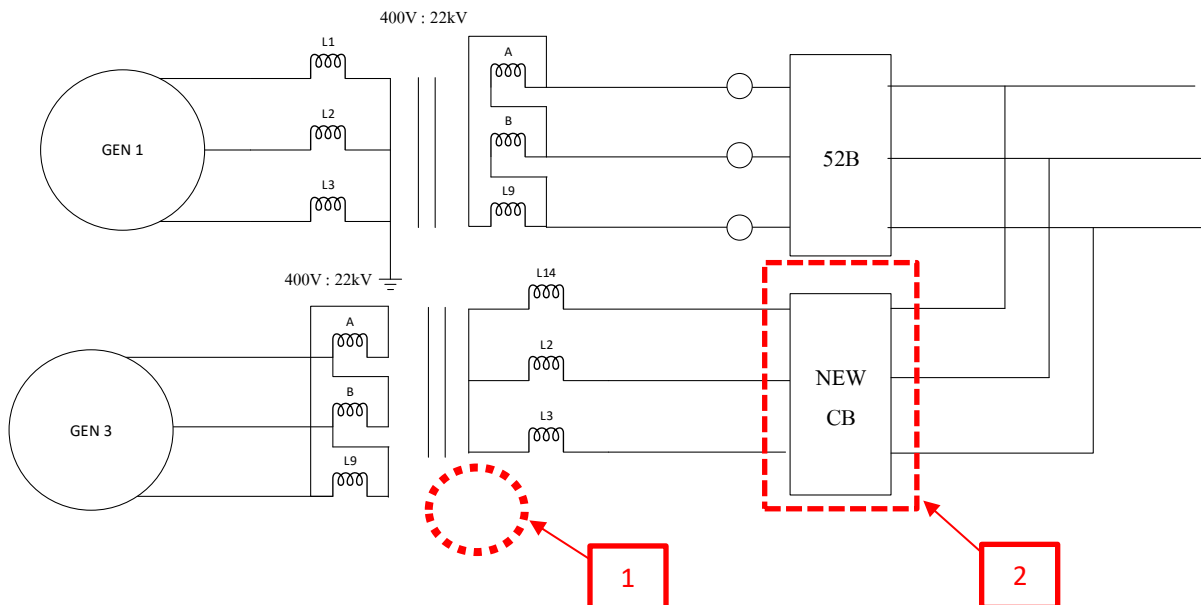 400V : 22kV
L1
A
L2
B
GEN 1
52B
L3
L9
400V : 22kV
L14
A
L2
NEW
CB
B
GEN 3
L3
L9
1
2